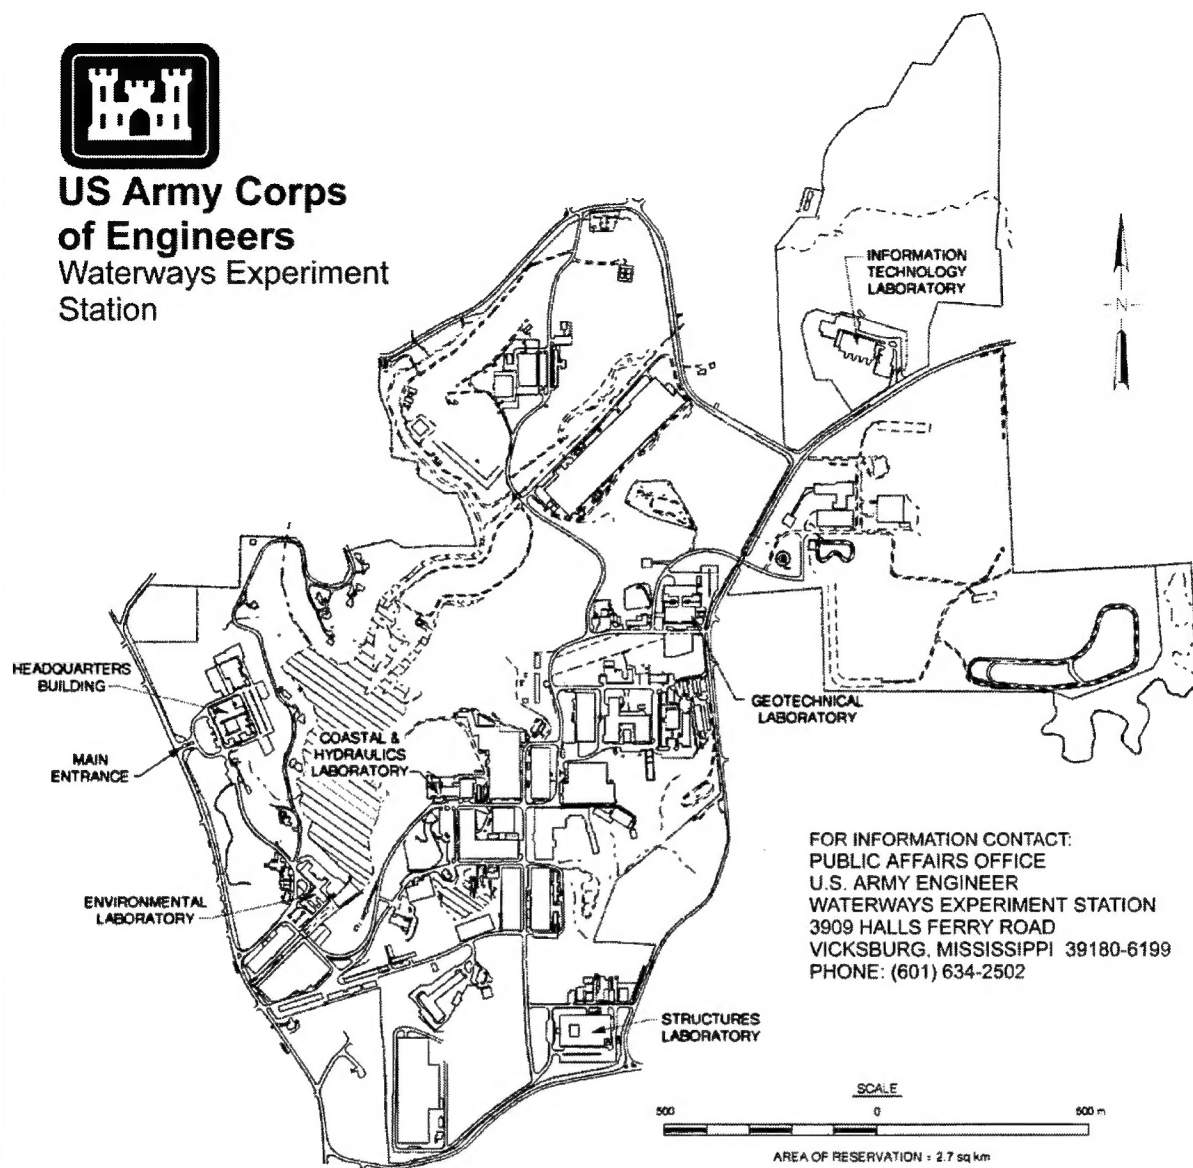 US Army Corps
of Engineers
Waterways Experiment
Station
INFORMATION
TECHNOLOGY
LABORATORY
N
HEADQUARTERS
BUILDING
MAIN
ENTRANCE
COASTAL &
HYDRAULICS
LABORATORY
GEOTECHNICAL
LABORATORY
ENVIRONMENTAL
LABORATORY
FOR INFORMATION CONTACT:
PUBLIC AFFAIRS OFFICE
U.S. ARMY ENGINEER
WATERWAYS EXPERIMENT STATION
3909 HALLS FERRY ROAD
VICKSBURG, MISSISSIPPI 39180-6199
PHONE: (601) 634-2502
STRUCTURES
LABORATORY
SCALE
500 0 500 m
AREA OF RESERVATION = 2.7 sq km